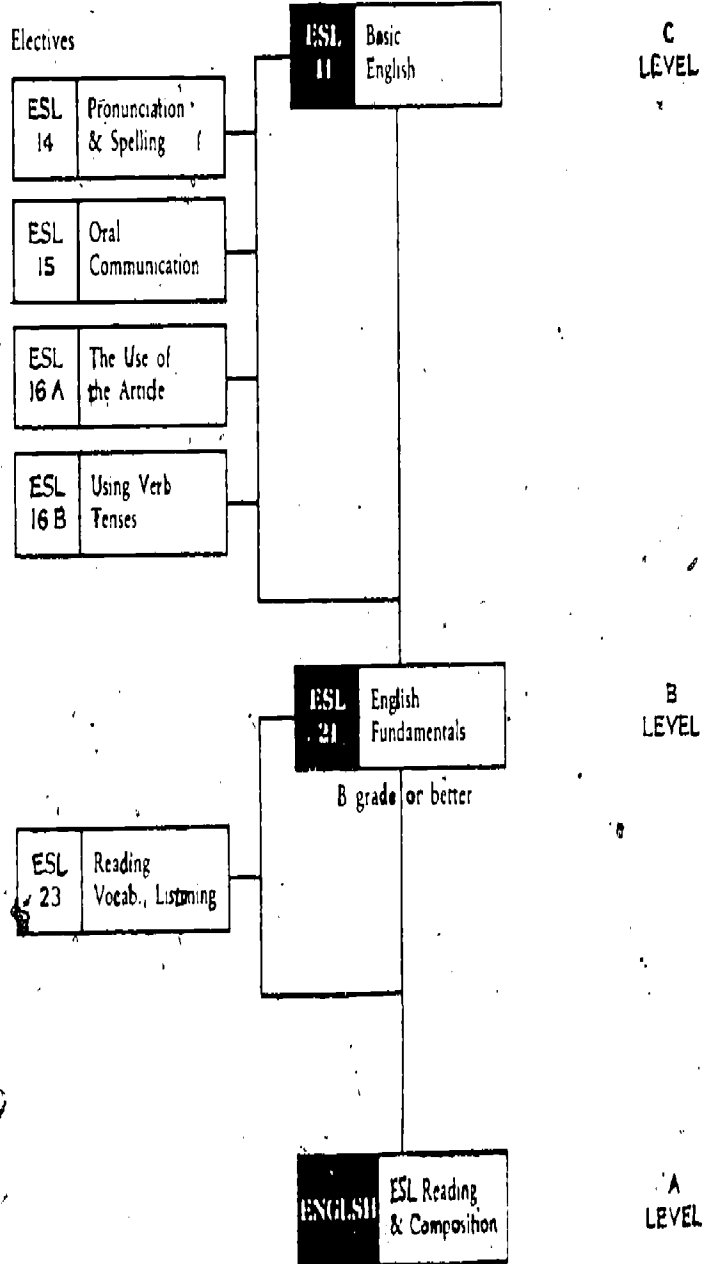 Electives
ESL
11
Basic
English
C
LEVEL
ESL
14
Pronunciation
& Spelling
ESL
15
Oral
Communication
ESL
16 A
The Use of
the Article
ESL
16 B
Using Verb
Tenses
ESL
21
English
Fundamentals
B
LEVEL
B grade or better
ESL
23
Reading
Vocab., Listening
ENGLSH
ESL Reading
& Composition
A
LEVEL